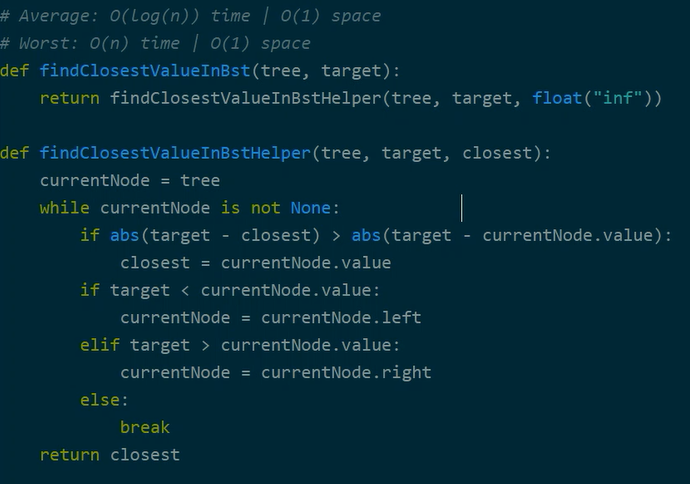 # Average: O(log(n)) time | O(1) space
# Worst: O(n) time | O(1) space
def findClosestValueInBst(tree, target):
    return findClosestValueInBstHelper(tree, target, float("inf"))

def findClosestValueInBstHelper(tree, target, closest):
    currentNode = tree
    while currentNode is not None:
        if abs(target - closest) > abs(target - currentNode.value):
            closest = currentNode.value
        if target < currentNode.value:
            currentNode = currentNode.left
        elif target > currentNode.value:
            currentNode = currentNode.right
        else:
            break
    return closest